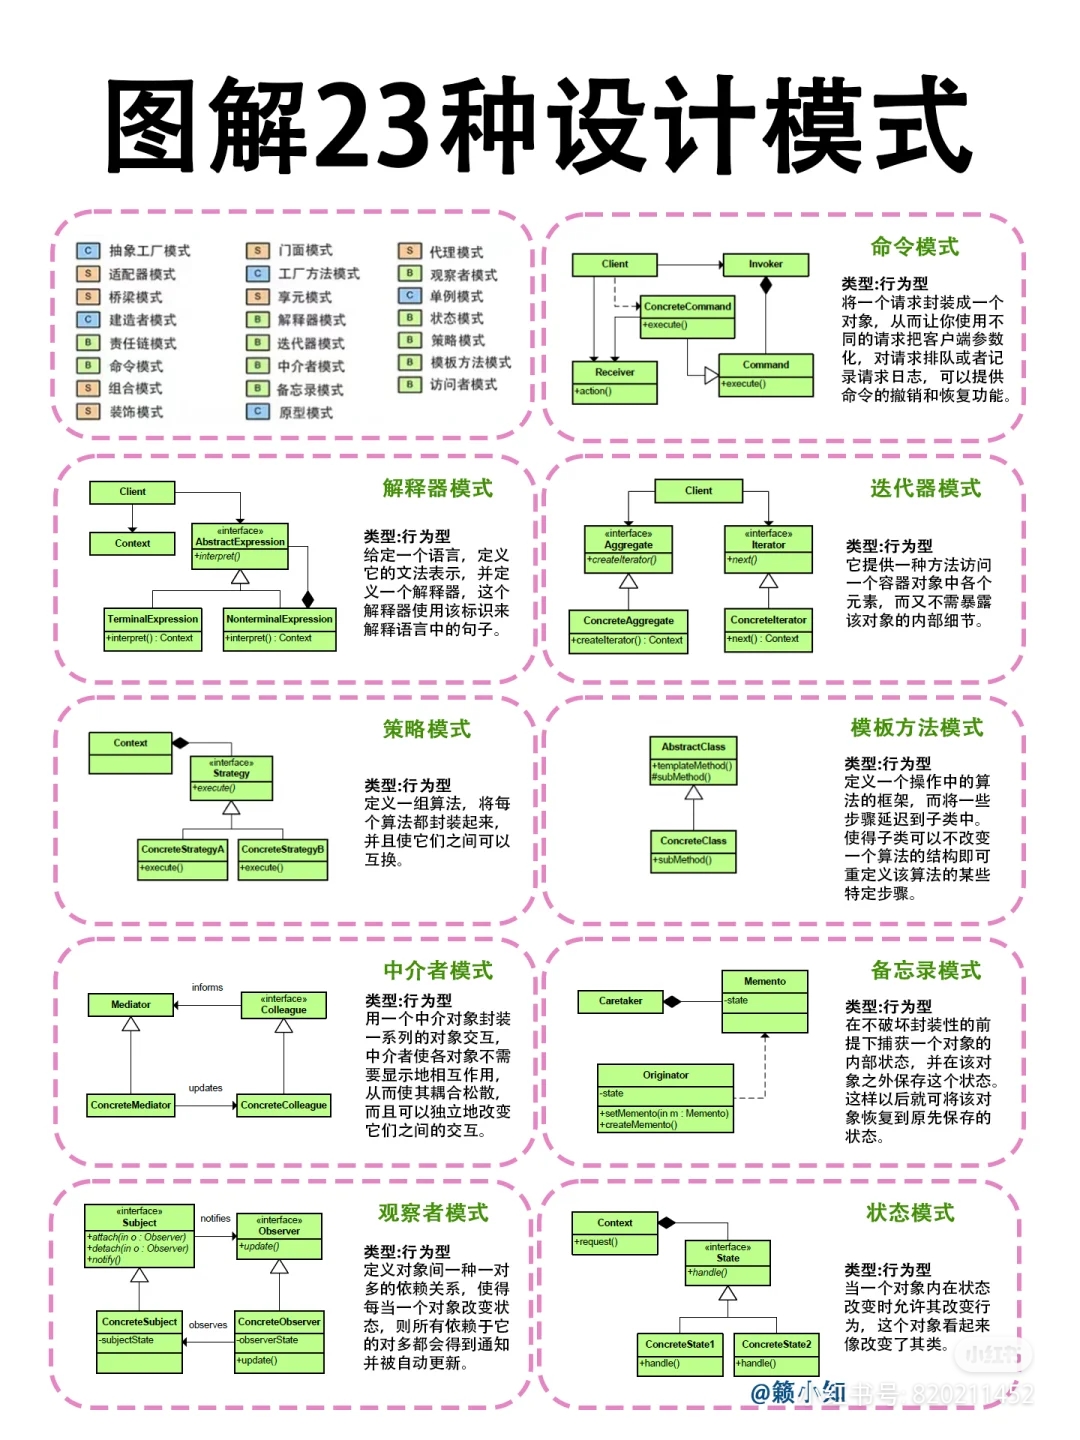 图解23种设计模式
C 抽象工厂模式
S 适配器模式
S 桥梁模式
C 建造者模式
B 责任链模式
B 命令模式
S 组合模式
S 装饰模式
S 门面模式
C 工厂方法模式
S 享元模式
B 解释器模式
B 迭代器模式
B 中介者模式
B 备忘录模式
C 原型模式
S 代理模式
B 观察者模式
C 单例模式
B 状态模式
B 策略模式
B 模板方法模式
B 访问者模式
命令模式
Client
Invoker
ConcreteCommand
+execute()
Receiver
+action()
Command
+execute()
类型:行为型
将一个请求封装成一个
对象，从而让你使用不
同的请求把客户端参数
化，对请求排队或者记
录请求日志，可以提供
命令的撤销和恢复功能。
解释器模式
Client
Context
«interface»
AbstractExpression
+interpret()
TerminalExpression
+interpret() : Context
NonterminalExpression
+interpret() : Context
类型:行为型
给定一个语言，定义
它的文法表示，并定
义一个解释器，这个
解释器使用该标识来
解释语言中的句子。
迭代器模式
Client
«interface»
Aggregate
+createIterator()
«interface»
Iterator
+next()
ConcreteAggregate
+createIterator() : Context
ConcreteIterator
+next() : Context
类型:行为型
它提供一种方法访问
一个容器对象中各个
元素，而又不需暴露
该对象的内部细节。
策略模式
Context
«interface»
Strategy
+execute()
ConcreteStrategyA
+execute()
ConcreteStrategyB
+execute()
类型:行为型
定义一组算法，将每
个算法都封装起来，
并且使它们之间可以
互换。
模板方法模式
AbstractClass
+templateMethod()
#subMethod()
ConcreteClass
+subMethod()
类型:行为型
定义一个操作中的算
法的框架，而将一些
步骤延迟到子类中。
使得子类可以不改变
一个算法的结构即可
重定义该算法的某些
特定步骤。
中介者模式
informs
Mediator
«interface»
Colleague
updates
ConcreteMediator
ConcreteColleague
类型:行为型
用一个中介对象封装
一系列的对象交互，
中介者使各对象不需
要显示地相互作用，
从而使其耦合松散，
而且可以独立地改变
它们之间的交互。
备忘录模式
Caretaker
Memento
-state
Originator
-state
+setMemento(in m : Memento)
+createMemento()
类型:行为型
在不破坏封装性的前
提下捕获一个对象的
内部状态，并在该对
象之外保存这个状态。
这样以后就可将该对
象恢复到原先保存的
状态。
观察者模式
«interface»
Subject
+attach(in o : Observer)
+detach(in o : Observer)
+notify()
notifies
«interface»
Observer
+update()
ConcreteSubject
-subjectState
observes
ConcreteObserver
-observerState
+update()
类型:行为型
定义对象间一种一对
多的依赖关系，使得
每当一个对象改变状
态，则所有依赖于它
的对多都会得到通知
并被自动更新。
状态模式
Context
+request()
«interface»
State
+handle()
ConcreteState1
+handle()
ConcreteState2
+handle()
类型:行为型
当一个对象内在状态
改变时允许其改变行
为，这个对象看起来
像改变了其类。
小红书
@籁小知
书号: 820211452